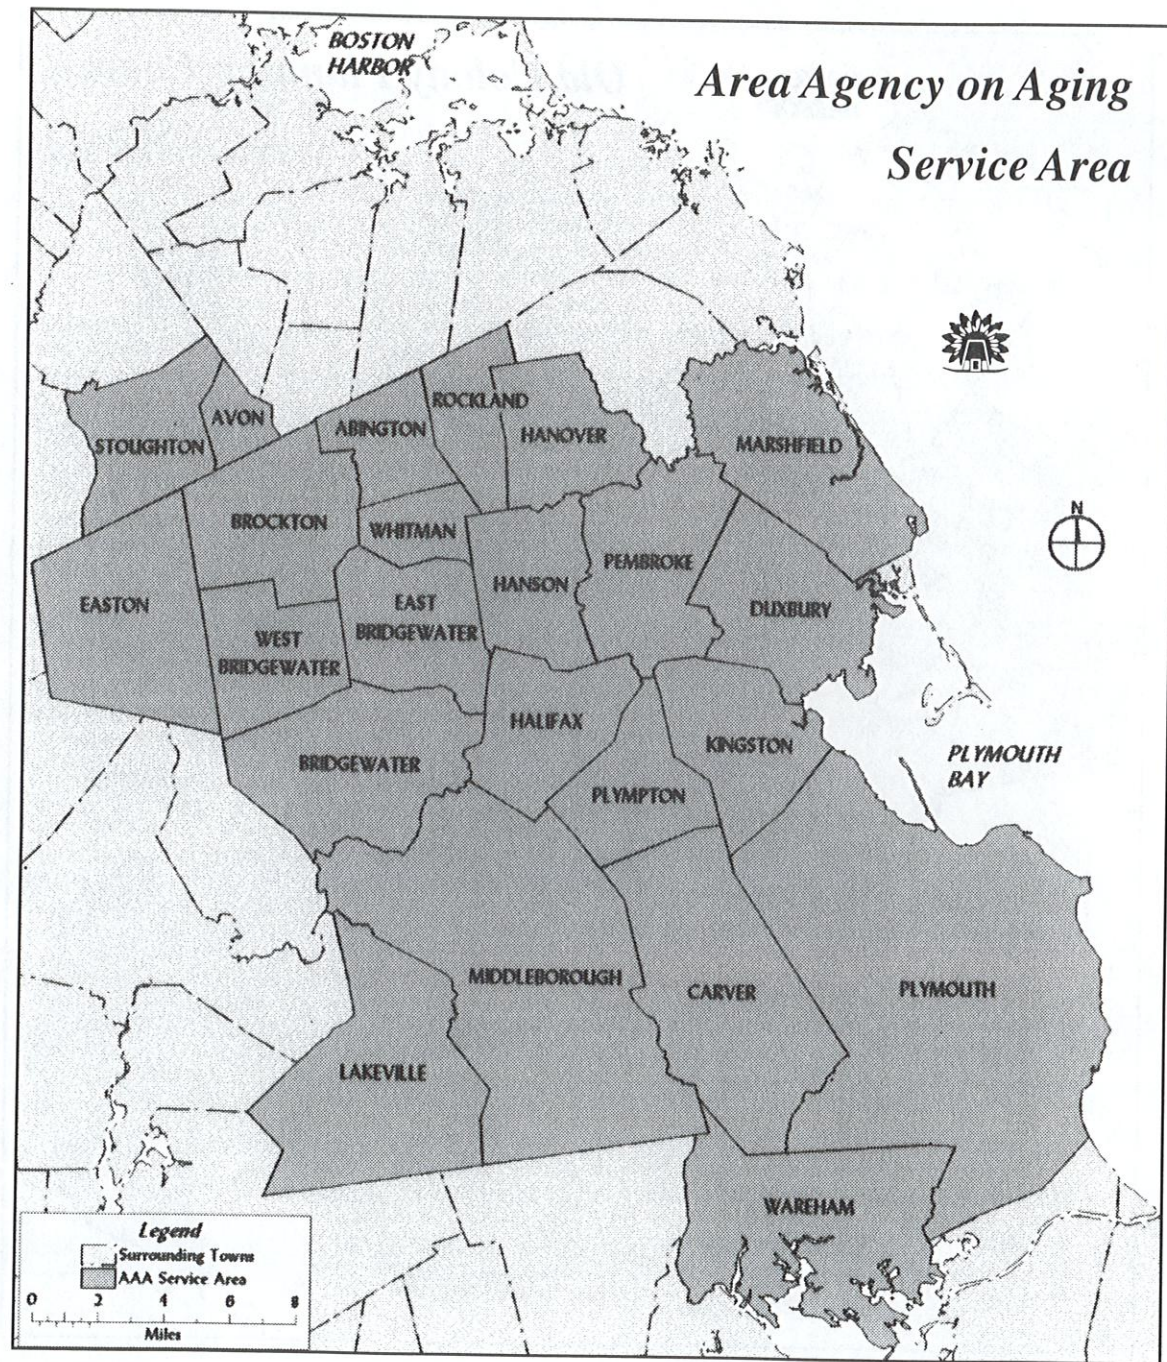 BOSTON
HARBOR
Area Agency on Aging
Service Area
ROCKLAND
AVON
ABINGTON
HANOVER
STOUGHTON
MARSHFIELD
N
BROCKTON
WHITMAN
PEMBROKE
HANSON
EASTON
EAST
BRIDGEWATER
DUXBURY
WEST
BRIDGEWATER
HALIFAX
KINGSTON
PLYMOUTH
BAY
BRIDGEWATER
PLYMPTON
MIDDLEBOROUGH
CARVER
PLYMOUTH
LAKEVILLE
WAREHAM
Legend
Surrounding Towns
AAA Service Area
0 2 4 6 8
Miles